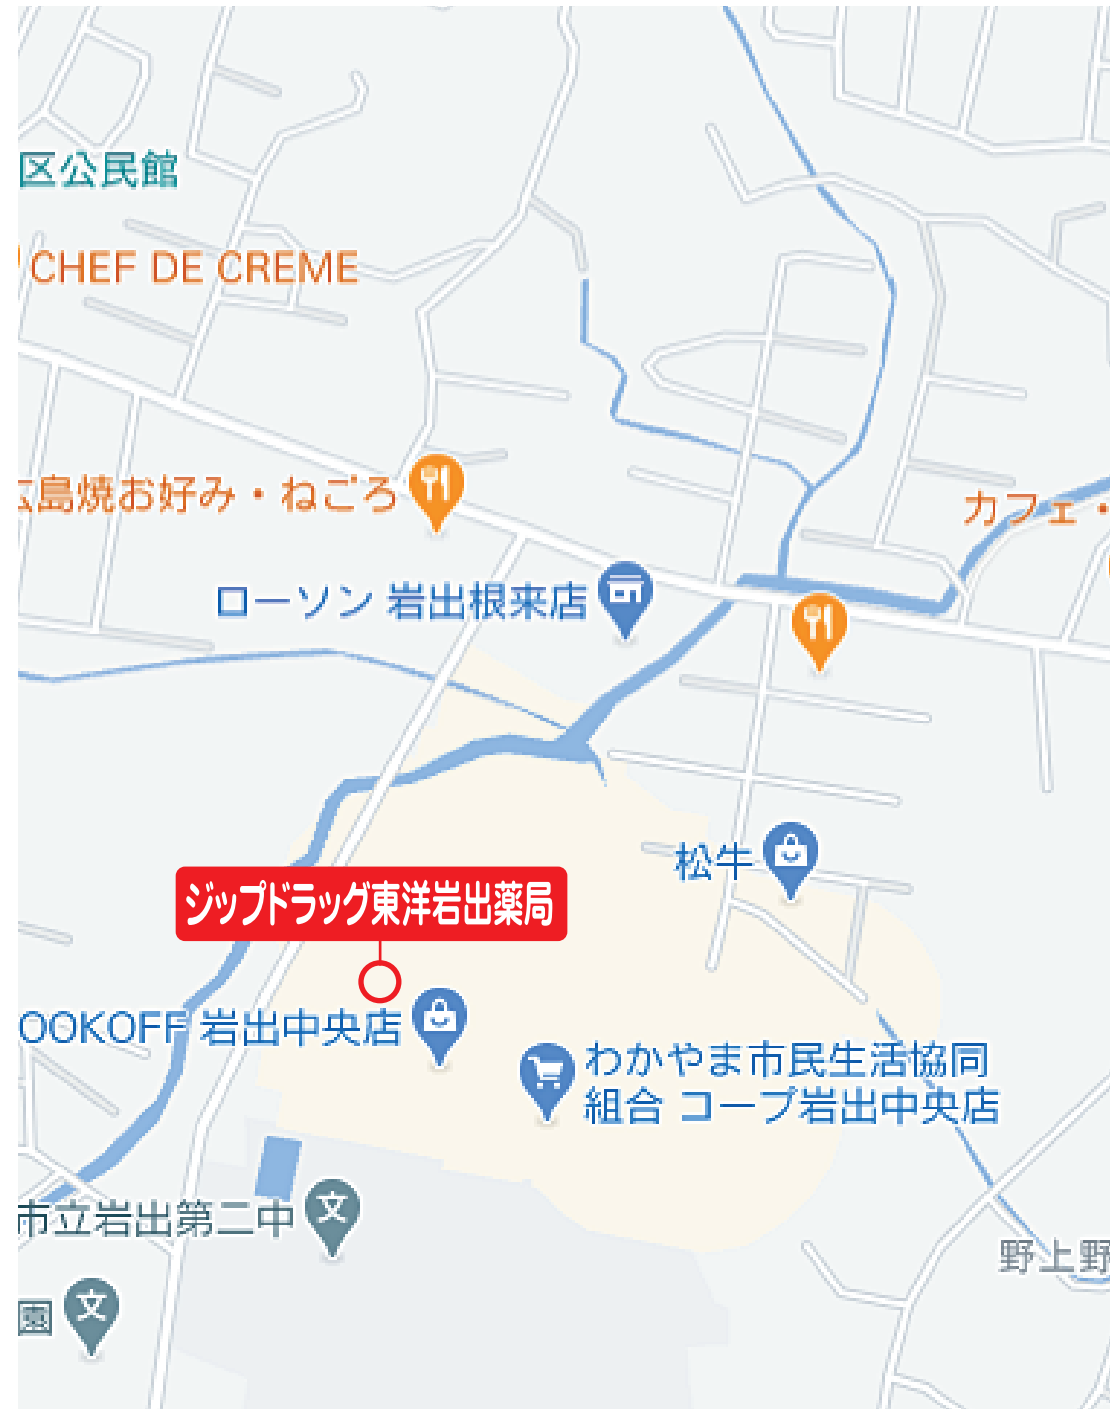 区公民館
CHEF DE CREME
広島焼お好み・ねごろ
カフェ・
ローソン 岩出根来店
松牛
ジップドラッグ東洋岩出薬局
OOKOFF 岩出中央店
わかやま市民生活協同
組合 コープ岩出中央店
文
市立岩出第二中
野上野
文
園